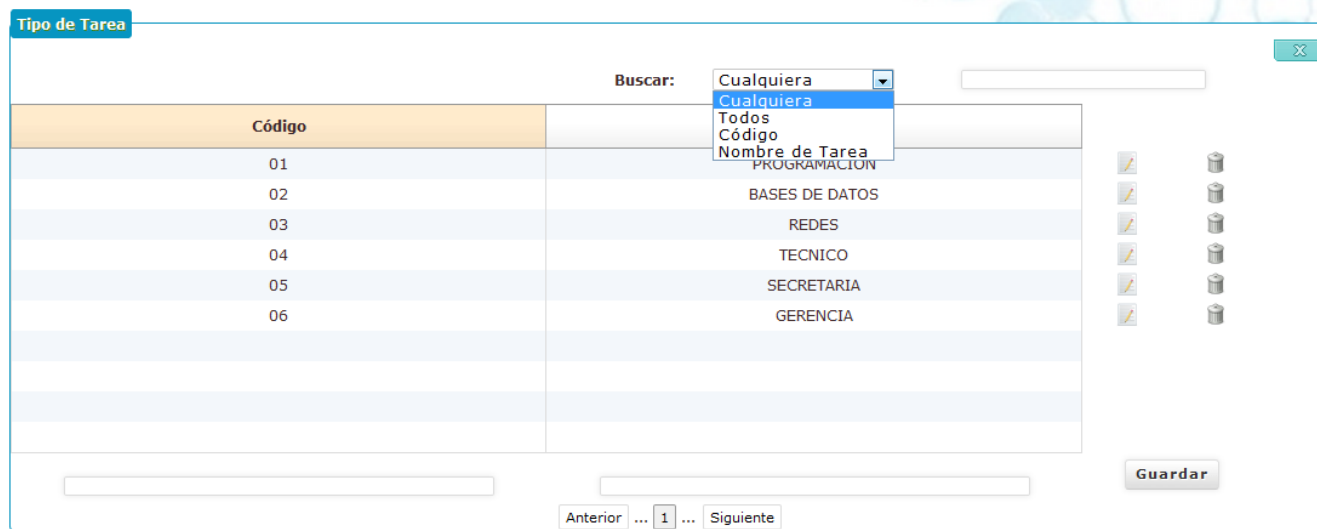 Tipo de Tarea
Buscar: Cualquiera
Cualquiera
Todos
Código
Nombre de Tarea
Código
01 PROGRAMACION
02 BASES DE DATOS
03 REDES
04 TECNICO
05 SECRETARIA
06 GERENCIA
Guardar
Anterior ... 1 ... Siguiente